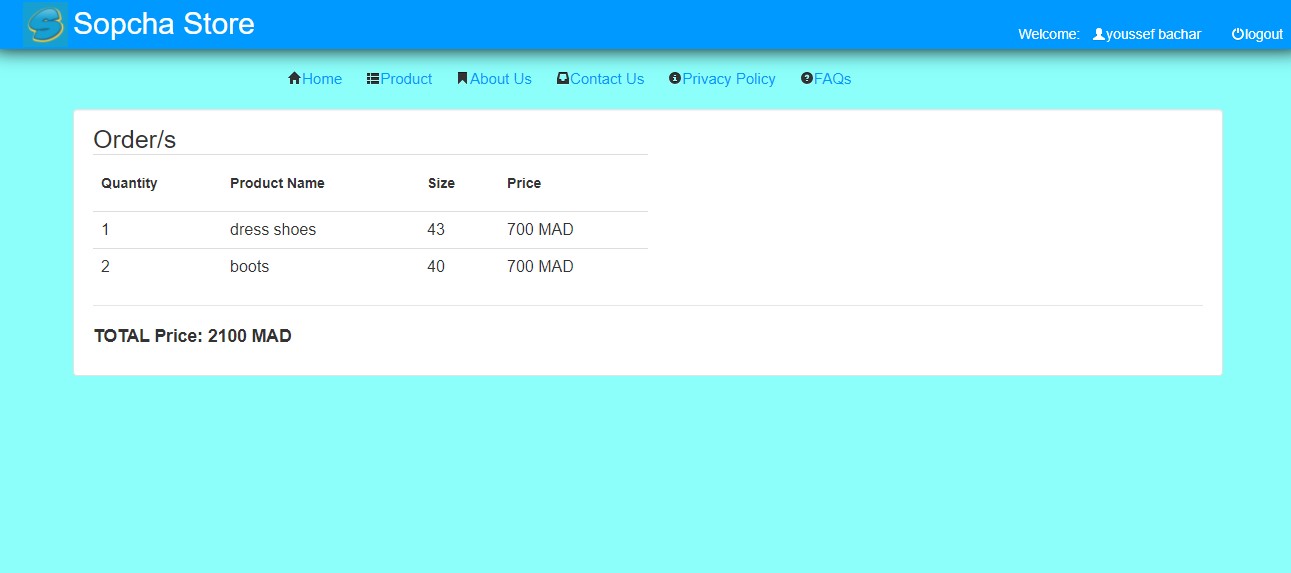 Sopcha Store
Welcome: youssef bachar logout
Home Product About Us Contact Us Privacy Policy FAQs
Order/s
Quantity Product Name Size Price
1 dress shoes 43 700 MAD
2 boots 40 700 MAD
TOTAL Price: 2100 MAD